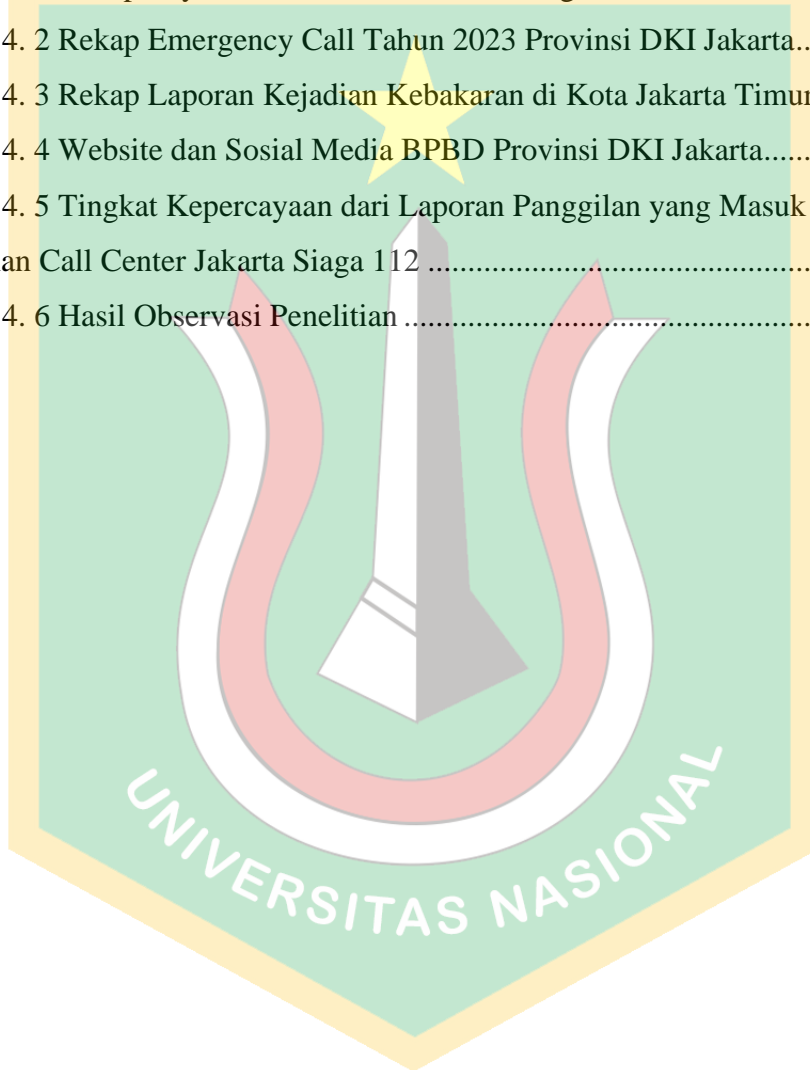 4. 2 Rekap Emergency Call Tahun 2023 Provinsi DKI Jakarta...
4. 3 Rekap Laporan Kejadian Kebakaran di Kota Jakarta Timur
4. 4 Website dan Sosial Media BPBD Provinsi DKI Jakarta......
4. 5 Tingkat Kepercayaan dari Laporan Panggilan yang Masuk
an Call Center Jakarta Siaga 112 ..........................................
4. 6 Hasil Observasi Penelitian .............................................
UNIVERSITAS NASIONAL